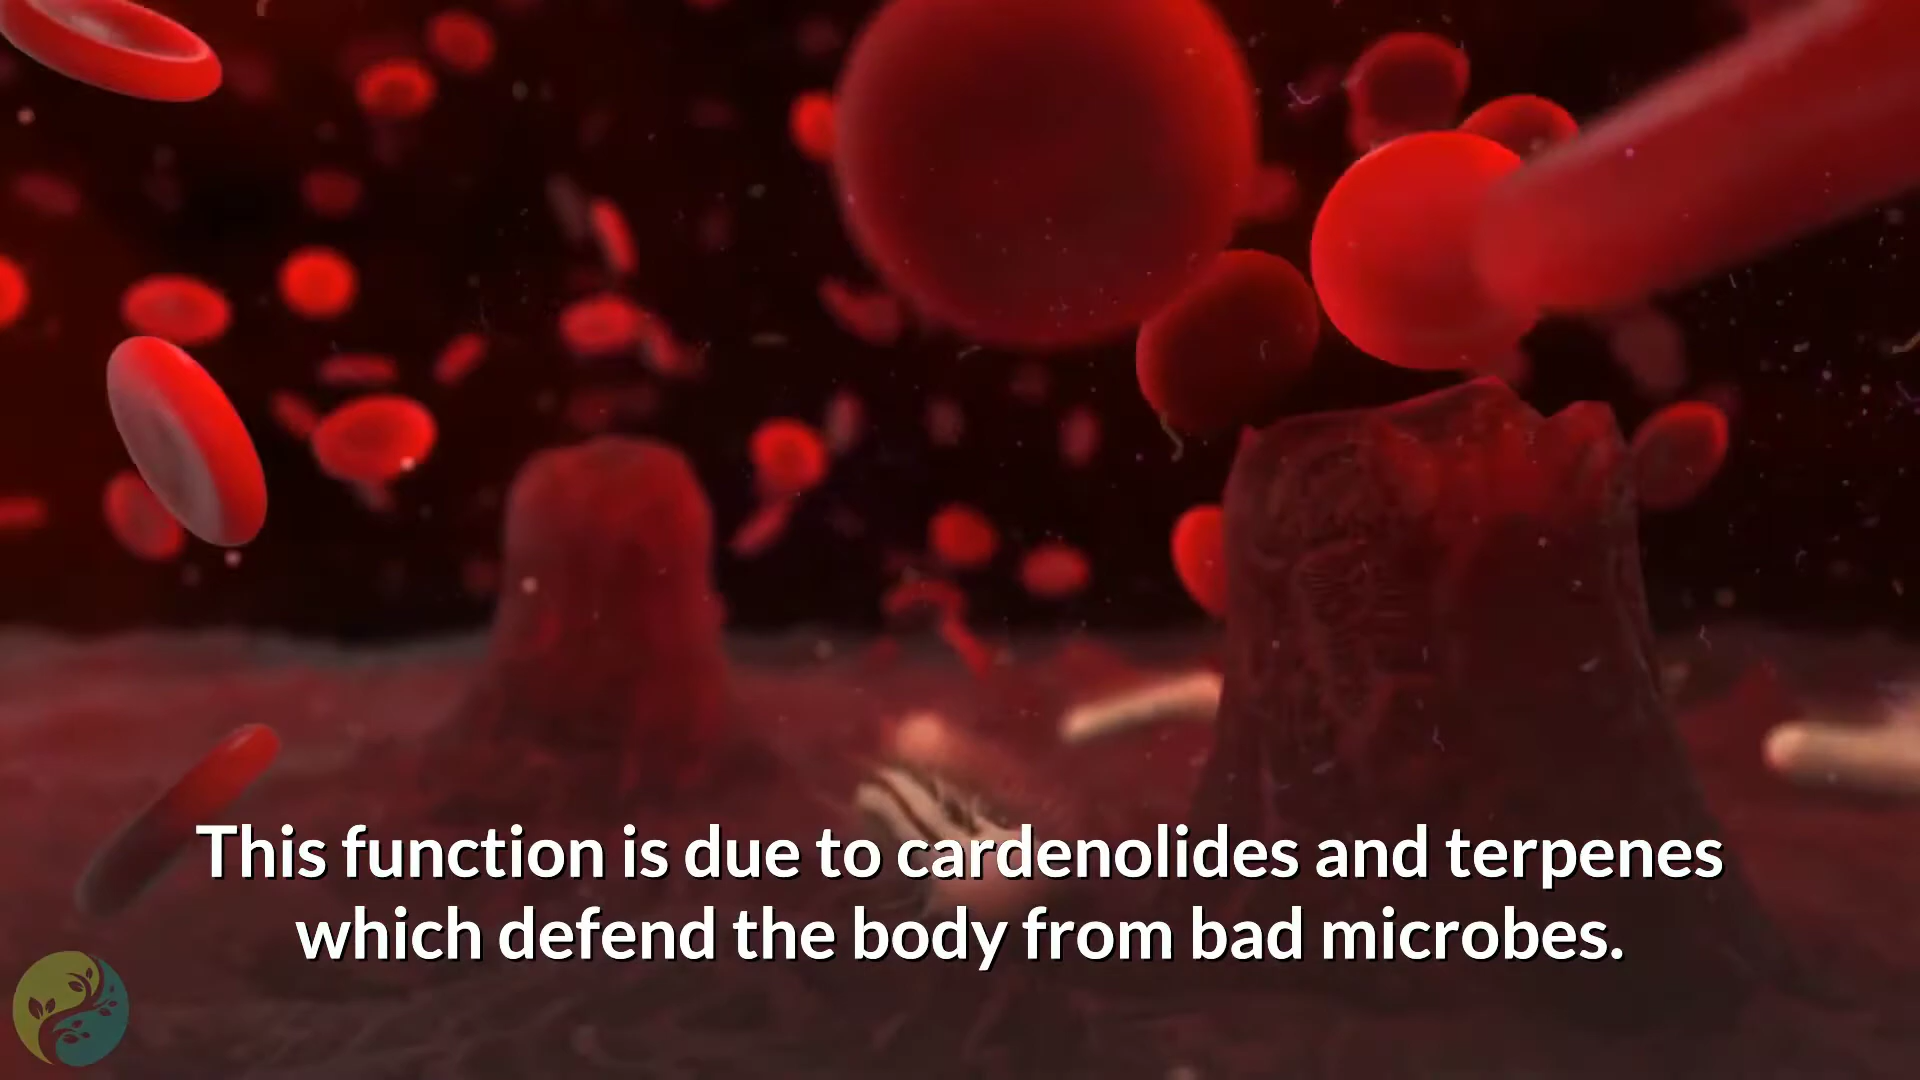 This function is due to cardenolides and terpenes
which defend the body from bad microbes.